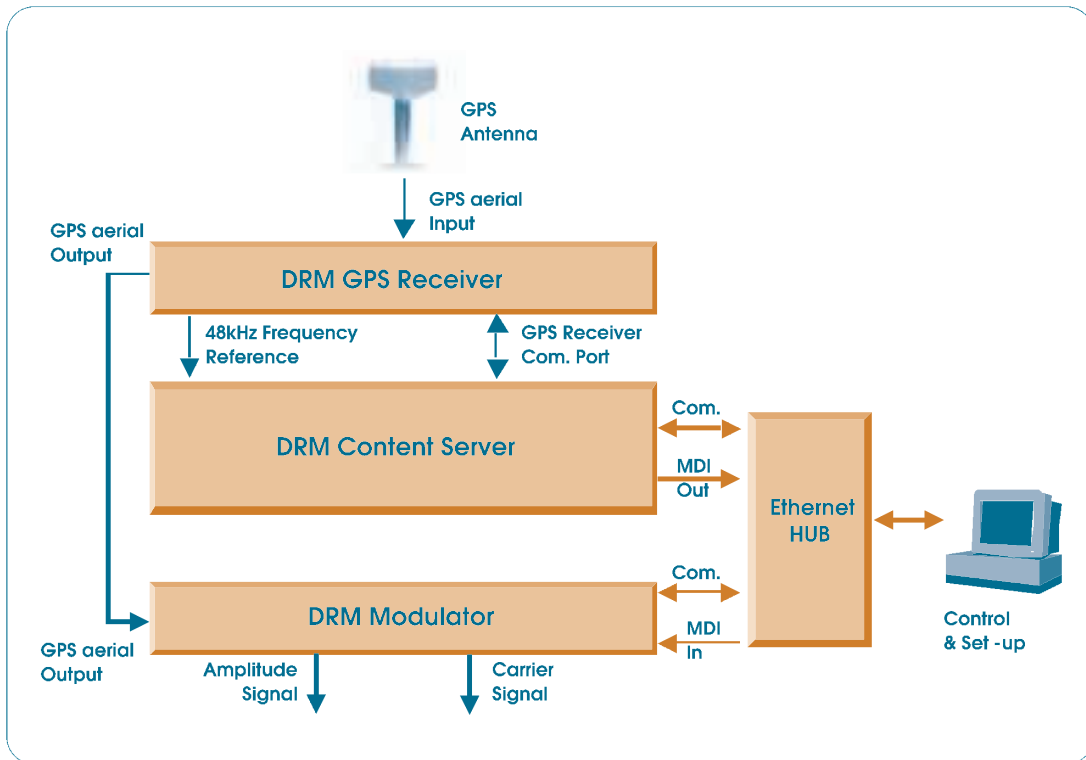 GPS
Antenna
GPS aerial
Input
GPS aerial
Output
DRM GPS Receiver
48kHz Frequency
Reference
GPS Receiver
Com. Port
DRM Content Server
Com.
MDI
Out
Ethernet
HUB
Control
& Set -up
Com.
MDI
In
DRM Modulator
GPS aerial
Output
Amplitude
Signal
Carrier
Signal